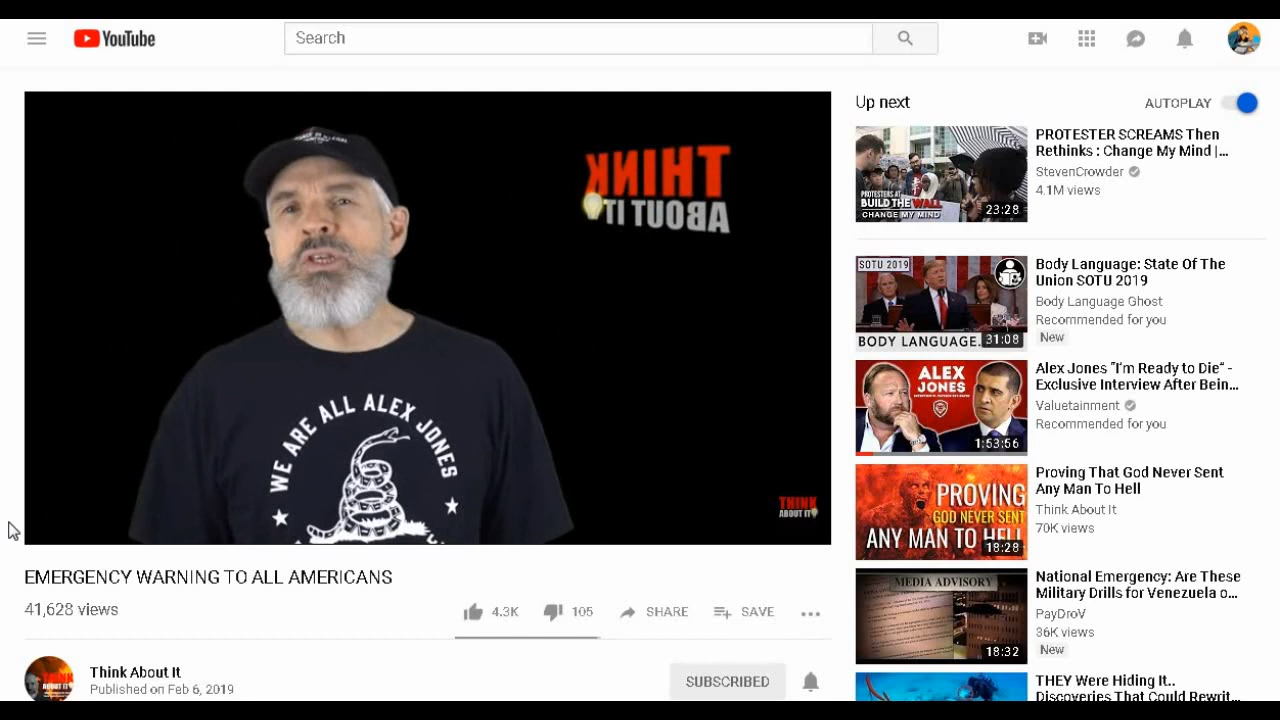 YouTube
Search
THINK
ABOUT IT
WE ARE ALL ALEX JONES
THINK
ABOUT IT
EMERGENCY WARNING TO ALL AMERICANS
41,628 views
4.3K
105
SHARE
SAVE
Think About It
Published on Feb 6, 2019
SUBSCRIBED
Up next
AUTOPLAY
PROTESTERS AT
BUILD THE WALL
CHANGE MY MIND
23:28
PROTESTER SCREAMS Then
Rethinks : Change My Mind |...
StevenCrowder
4.1M views
SOTU 2019
BODY LANGUAGE.
31:08
Body Language: State Of The
Union SOTU 2019
Body Language Ghost
Recommended for you
New
ALEX
JONES
1:53:56
Alex Jones "I'm Ready to Die" -
Exclusive Interview After Bein...
Valuetainment
Recommended for you
PROVING
GOD NEVER SENT
ANY MAN TO HELL
18:28
Proving That God Never Sent
Any Man To Hell
Think About It
70K views
MEDIA ADVISORY
18:32
National Emergency: Are These
Military Drills for Venezuela o...
PayDroV
36K views
New
THEY Were Hiding It..
Discoveries That Could Rewrit...